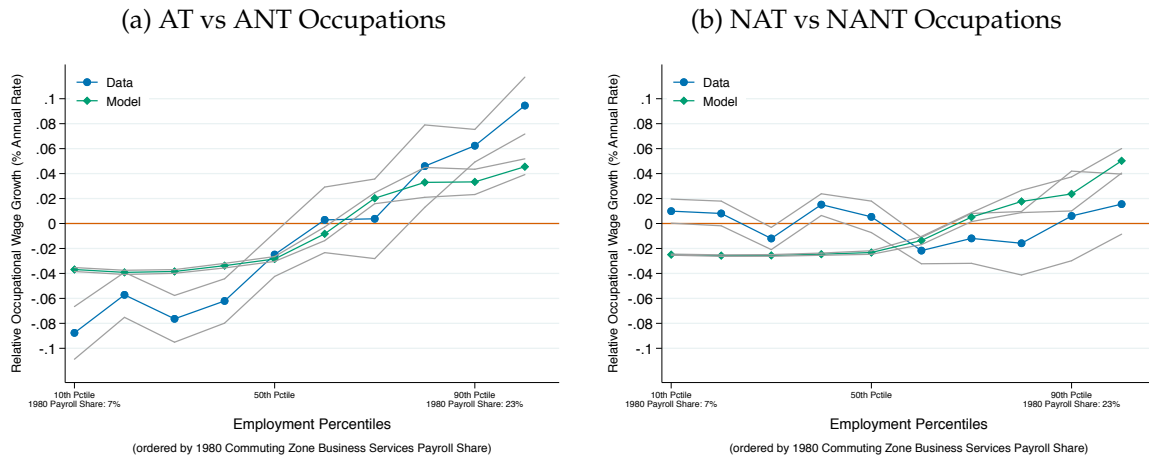 (a) AT vs ANT Occupations
Relative Occupational Wage Growth (% Annual Rate)
Data
Model
.1
.08
.06
.04
.02
0
-.02
-.04
-.06
-.08
-.1
10th Pctile
1980 Payroll Share: 7%
50th Pctile
90th Pctile
1980 Payroll Share: 23%
Employment Percentiles
(ordered by 1980 Commuting Zone Business Services Payroll Share)
(b) NAT vs NANT Occupations
Relative Occupational Wage Growth (% Annual Rate)
Data
Model
.1
.08
.06
.04
.02
0
-.02
-.04
-.06
-.08
-.1
10th Pctile
1980 Payroll Share: 7%
50th Pctile
90th Pctile
1980 Payroll Share: 23%
Employment Percentiles
(ordered by 1980 Commuting Zone Business Services Payroll Share)